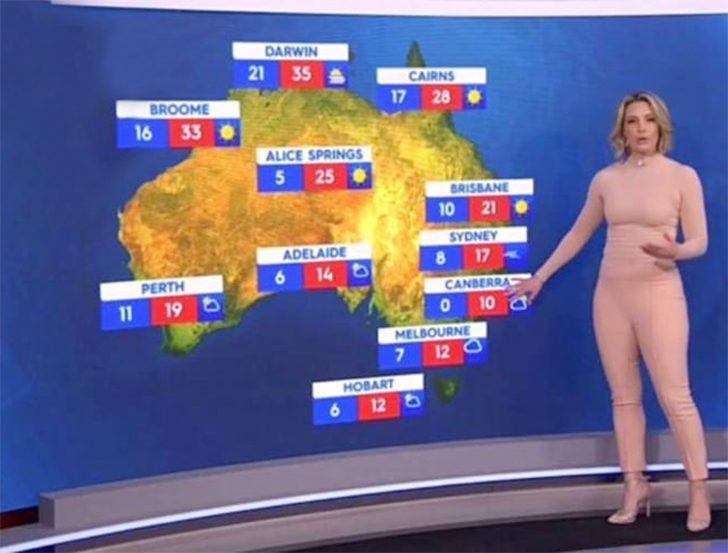 DARWIN
21 35
CAIRNS
17 28
BROOME
16 33
ALICE SPRINGS
5 25
BRISBANE
10 21
SYDNEY
8 17
ADELAIDE
6 14
CANBERRA
0 10
PERTH
11 19
MELBOURNE
7 12
HOBART
6 12